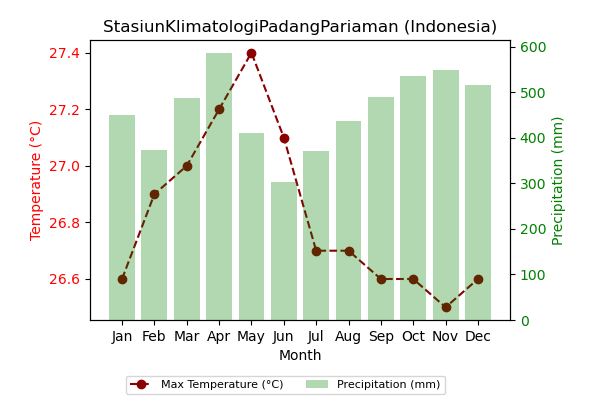 StasiunKlimatologiPadangPariaman (Indonesia)
27.4
27.2
27.0
26.8
26.6
Temperature (°C)
600
500
400
300
200
100
0
Precipitation (mm)
Jan Feb Mar Apr May Jun Jul Aug Sep Oct Nov Dec
Month
Max Temperature (°C) Precipitation (mm)